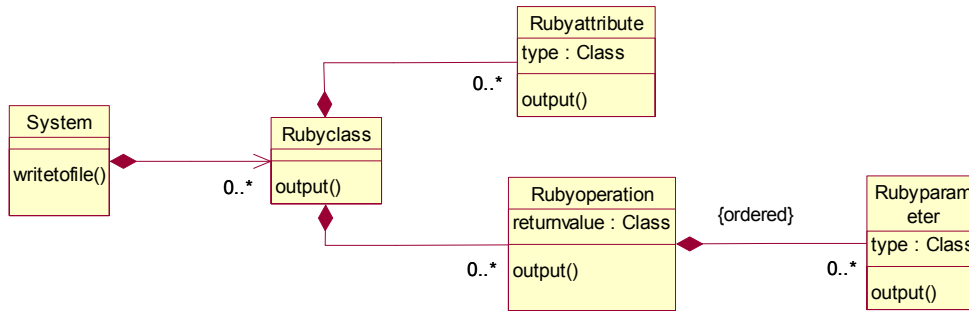 Rubyattribute
type : Class
output()
0..*
System
writetofile()
0..*
Rubyclass
output()
Rubyoperation
returnvalue : Class
output()
0..*
{ordered}
Rubyparam
eter
type : Class
output()
0..*